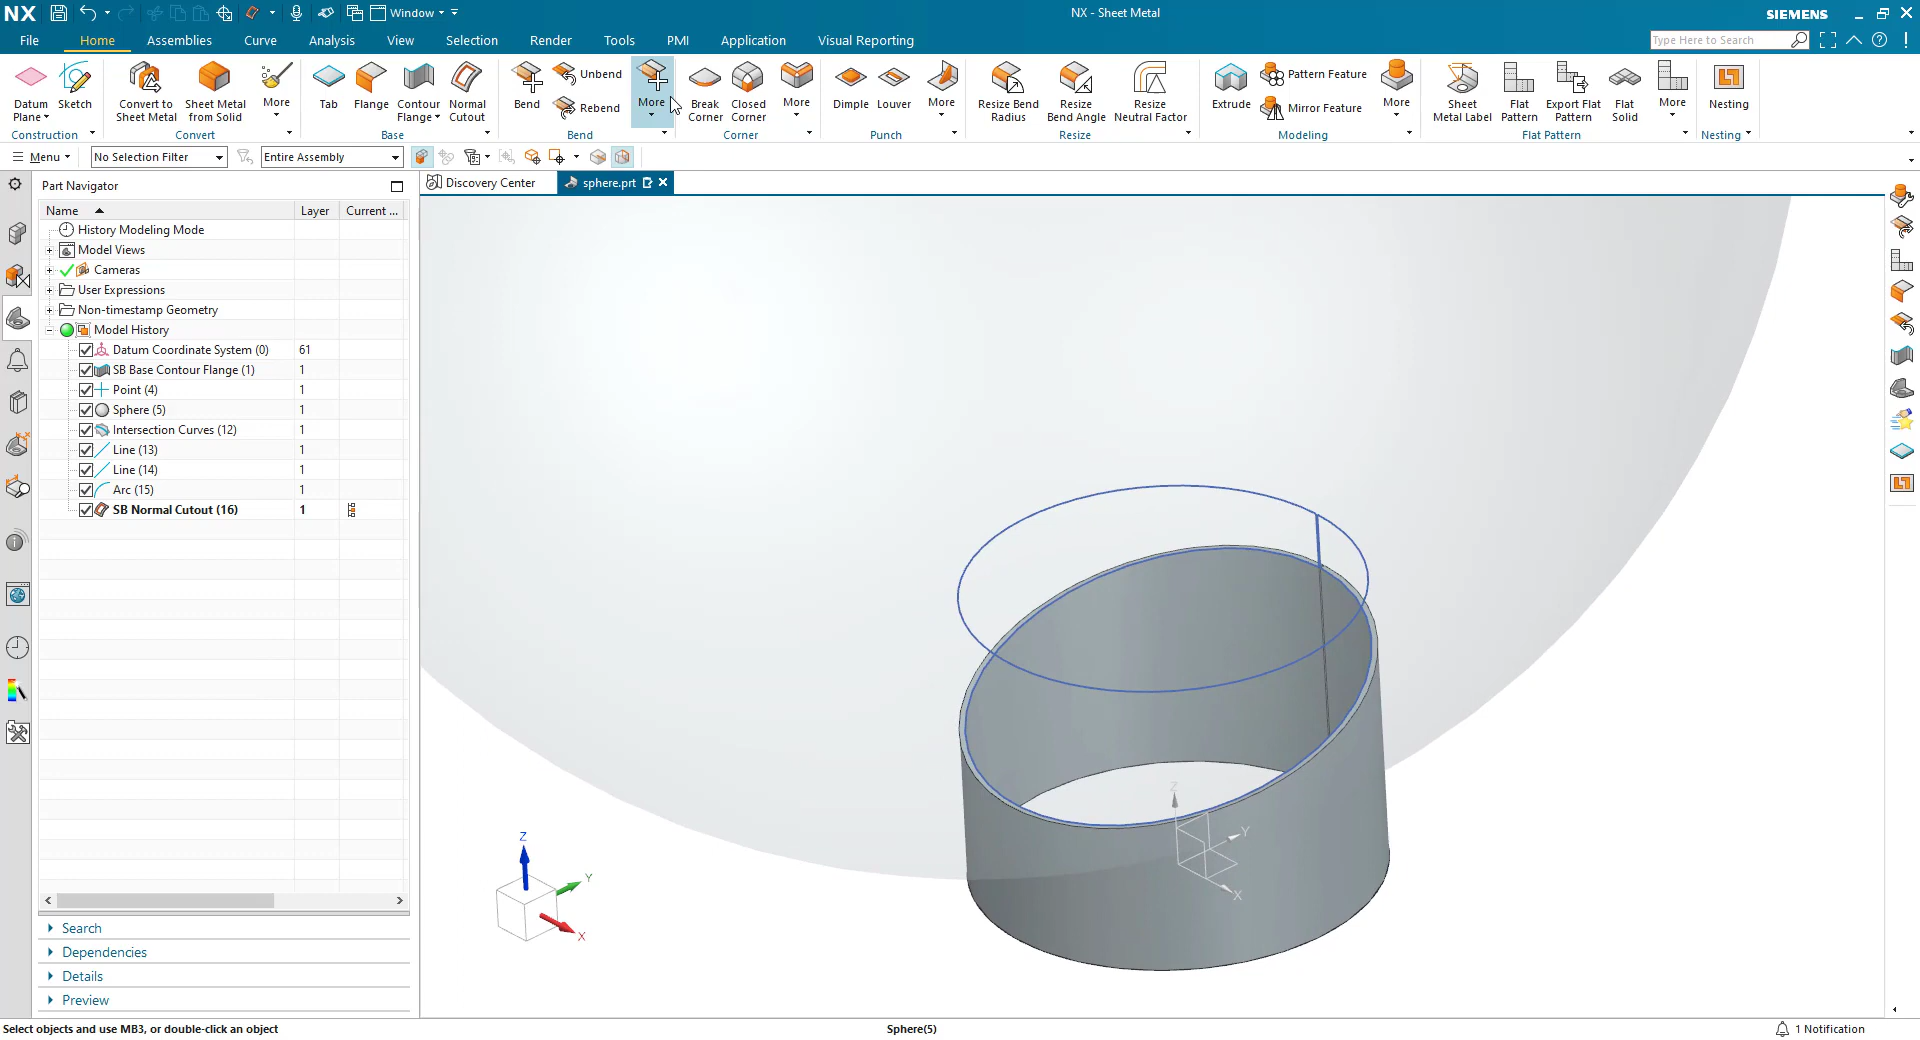 NX Window NX - Sheet Metal SIEMENS
File Home Assemblies Curve Analysis View Selection Render Tools PMI Application Visual Reporting Type Here to Search
Datum Plane Sketch Convert to Sheet Metal Sheet Metal from Solid More Tab Flange Contour Flange Normal Cutout Bend Unbend Rebend More Break Corner Closed Corner More Dimple Louver More Resize Bend Radius Resize Bend Angle Resize Neutral Factor Extrude Pattern Feature Mirror Feature More Sheet Metal Label Flat Pattern Export Flat Pattern Flat Solid More Nesting
Construction Convert Base Bend Corner Punch Resize Modeling Flat Pattern Nesting
Menu No Selection Filter Entire Assembly
Part Navigator Discovery Center sphere.prt
Name Layer Current ...
History Modeling Mode
Model Views
Cameras
User Expressions
Non-timestamp Geometry
Model History
Datum Coordinate System (0) 61
SB Base Contour Flange (1) 1
Point (4) 1
Sphere (5) 1
Intersection Curves (12) 1
Line (13) 1
Line (14) 1
Arc (15) 1
SB Normal Cutout (16) 1
Z
Y
X
Z
Y
X
Search
Dependencies
Details
Preview
Select objects and use MB3, or double-click an object Sphere(5) 1 Notification